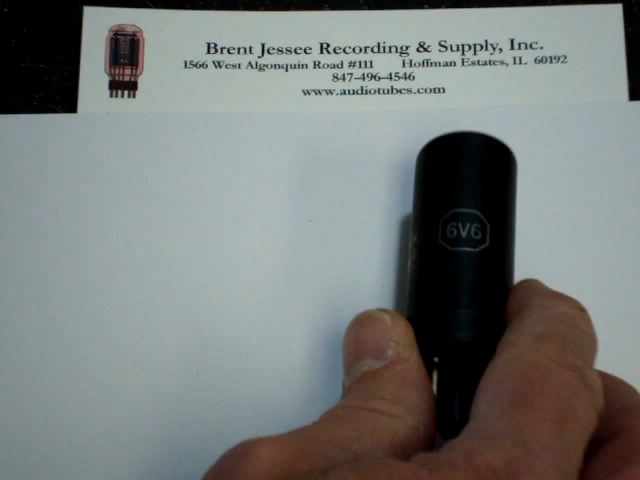 Brent Jessee Recording & Supply, Inc.
1566 West Algonquin Road #111 Hoffman Estates, IL 60192
847-496-4546
www.audiotubes.com
6V6